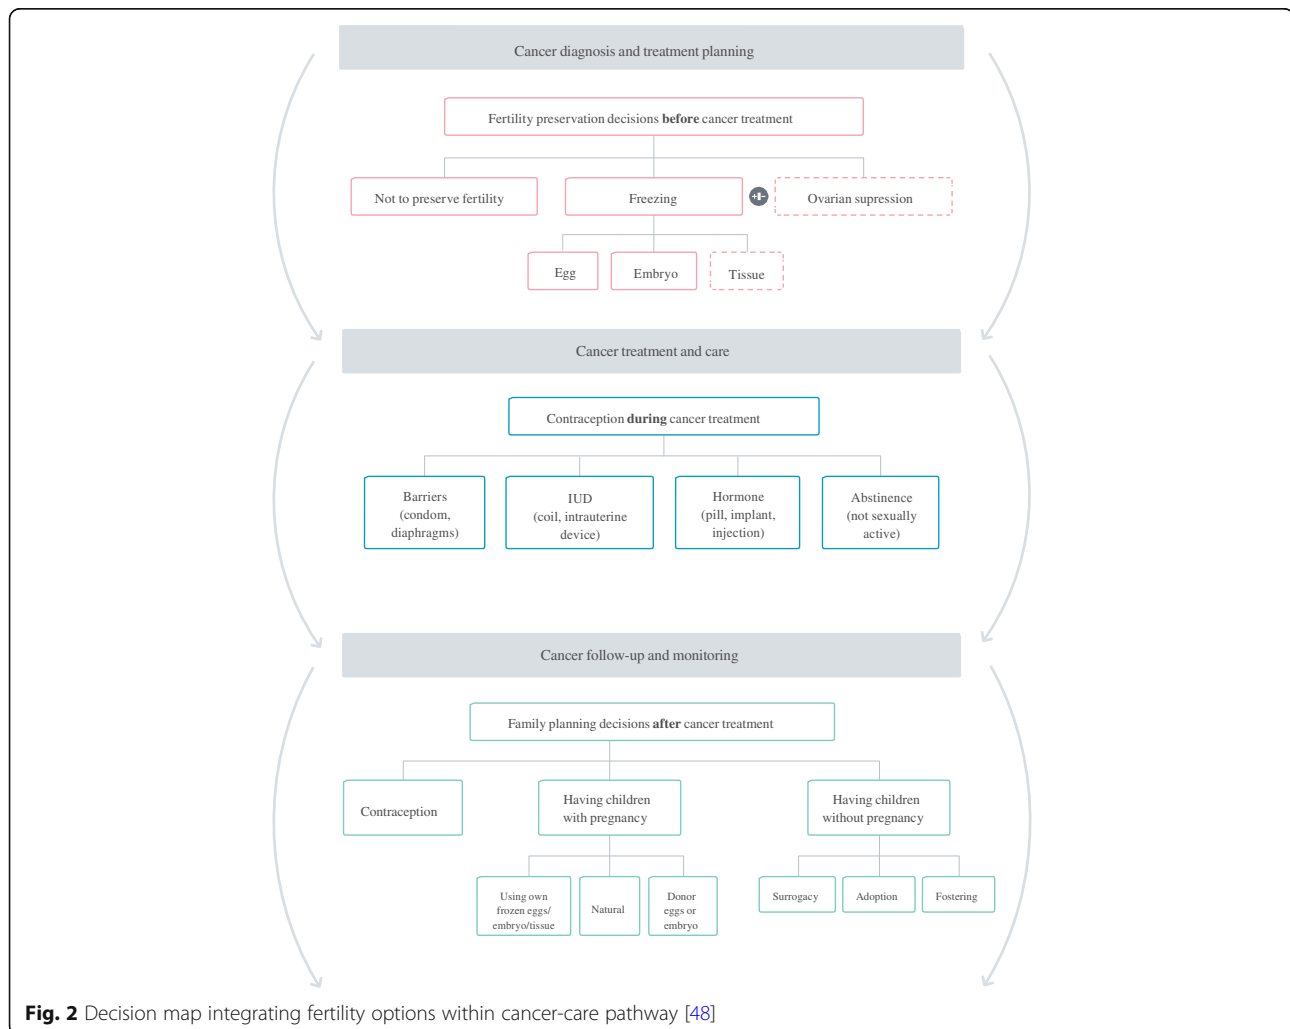 Cancer diagnosis and treatment planning
Fertility preservation decisions before cancer treatment
Not to preserve fertility
Freezing
Ovarian supression
Egg
Embryo
Tissue
Cancer treatment and care
Contraception during cancer treatment
Barriers
(condom,
diaphragms)
IUD
(coil, intrauterine
device)
Hormone
(pill, implant,
injection)
Abstinence
(not sexually
active)
Cancer follow-up and monitoring
Family planning decisions after cancer treatment
Contraception
Having children
with pregnancy
Having children
without pregnancy
Using own
frozen eggs/
embryo/tissue
Natural
Donor
eggs or
embryo
Surrogacy
Adoption
Fostering
Fig. 2 Decision map integrating fertility options within cancer-care pathway [48]